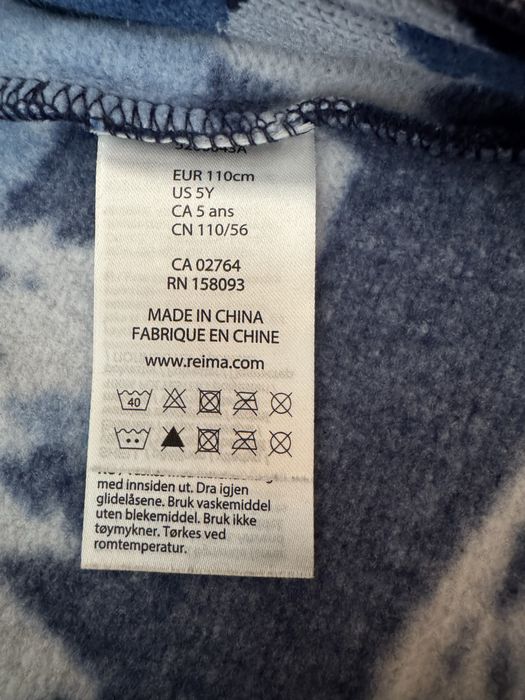 EUR 110cm
US 5Y
CA 5 ans
CN 110/56
CA 02764
RN 158093
MADE IN CHINA
FABRIQUE EN CHINE
www.reima.com
40
med innsiden ut. Dra igjen
glidelåsene. Bruk vaskemiddel
uten blekemiddel. Bruk ikke
tøymykner. Tørkes ved
romtemperatur.